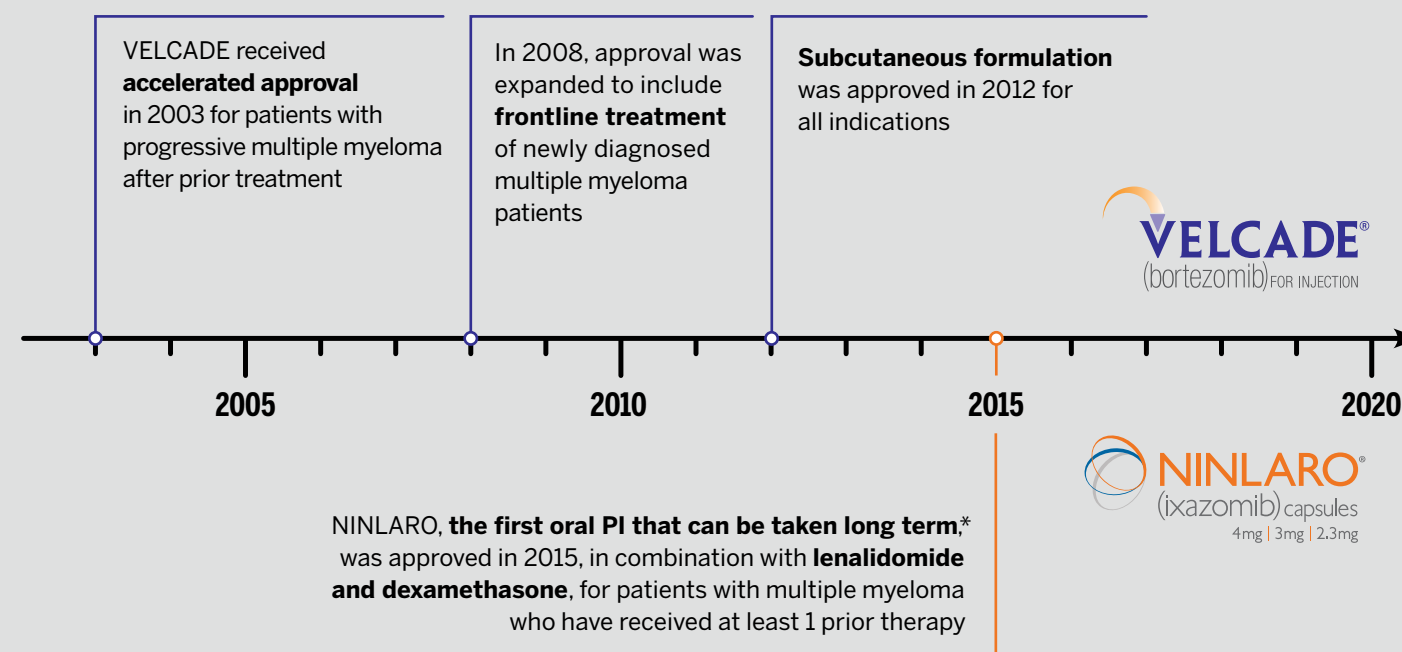 VELCADE received
accelerated approval
in 2003 for patients with
progressive multiple myeloma
after prior treatment
In 2008, approval was
expanded to include
frontline treatment
of newly diagnosed
multiple myeloma
patients
Subcutaneous formulation
was approved in 2012 for
all indications
VELCADE®
(bortezomib) FOR INJECTION
2005
2010
2015
2020
NINLARO®
(ixazomib) capsules
4mg | 3mg | 2.3mg
NINLARO, the first oral PI that can be taken long term,*
was approved in 2015, in combination with lenalidomide
and dexamethasone, for patients with multiple myeloma
who have received at least 1 prior therapy